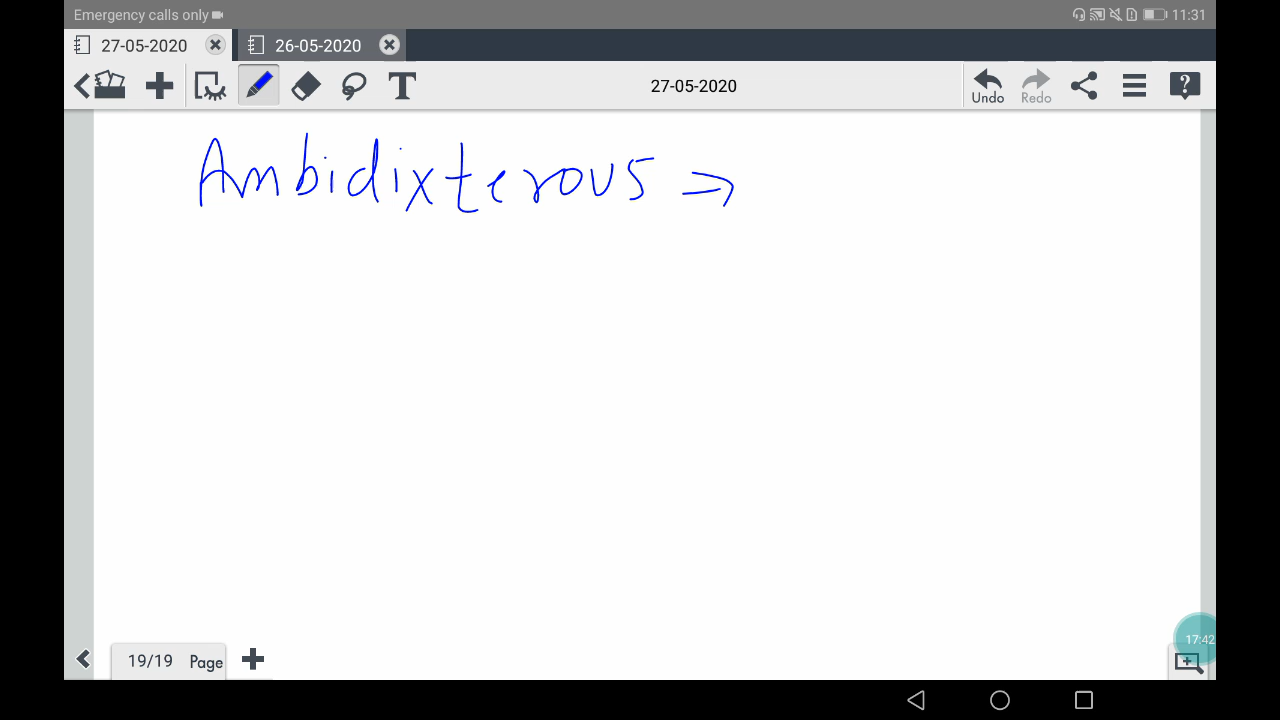 Emergency calls only 11:31
27-05-2020 26-05-2020
T 27-05-2020 Undo Redo ?
Ambidixterous ⇒
17:42
19/19 Page